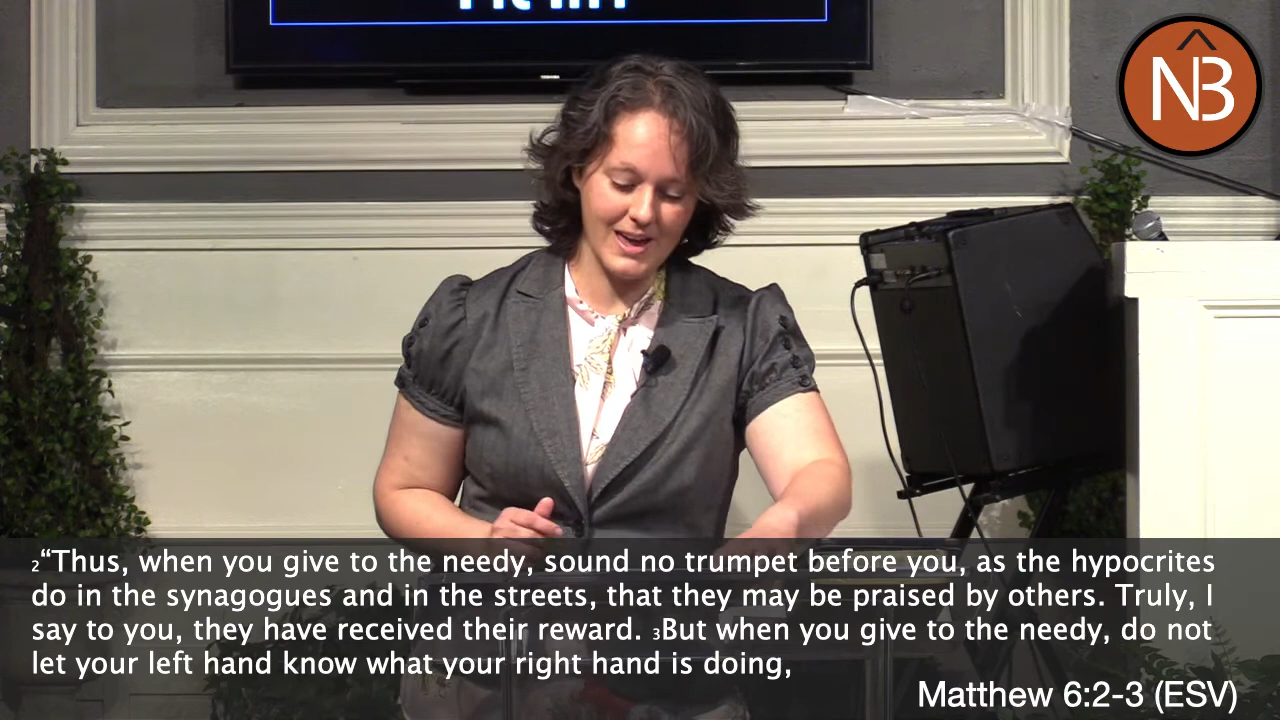 TOSHIBA
NB
2“Thus, when you give to the needy, sound no trumpet before you, as the hypocrites
do in the synagogues and in the streets, that they may be praised by others. Truly, I
say to you, they have received their reward. 3But when you give to the needy, do not
let your left hand know what your right hand is doing,
Matthew 6:2-3 (ESV)